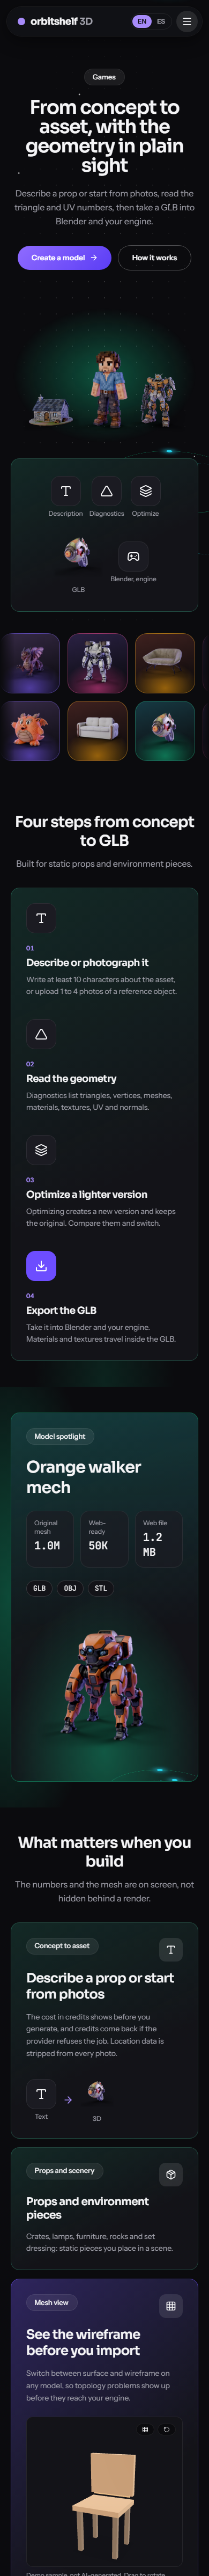 orbitshelf 3D
EN ES
Games
From concept to
asset, with the
geometry in plain
sight
Describe a prop or start from photos, read the
triangle and UV numbers, then take a GLB into
Blender and your engine.
Create a model
How it works
Description Diagnostics Optimize
GLB
Blender, engine
Four steps from concept
to GLB
Built for static props and environment pieces.
01
Describe or photograph it
Write at least 10 characters about the asset,
or upload 1 to 4 photos of a reference object.
02
Read the geometry
Diagnostics list triangles, vertices, meshes,
materials, textures, UV and normals.
03
Optimize a lighter version
Optimizing creates a new version and keeps
the original. Compare them and switch.
04
Export the GLB
Take it into Blender and your engine.
Materials and textures travel inside the GLB.
Model spotlight
Orange walker
mech
Original
mesh
1.0M
Web-
ready
50K
Web file
1.2
MB
GLB OBJ STL
What matters when you
build
The numbers and the mesh are on screen, not
hidden behind a render.
Concept to asset
Describe a prop or start
from photos
The cost in credits shows before you
generate, and credits come back if the
provider refuses the job. Location data is
stripped from every photo.
Text
3D
Props and scenery
Props and environment
pieces
Crates, lamps, furniture, rocks and set
dressing: static pieces you place in a scene.
Mesh view
See the wireframe
before you import
Switch between surface and wireframe on
any model, so topology problems show up
before they reach your engine.
Demo sample, not AI-generated. Drag to rotate